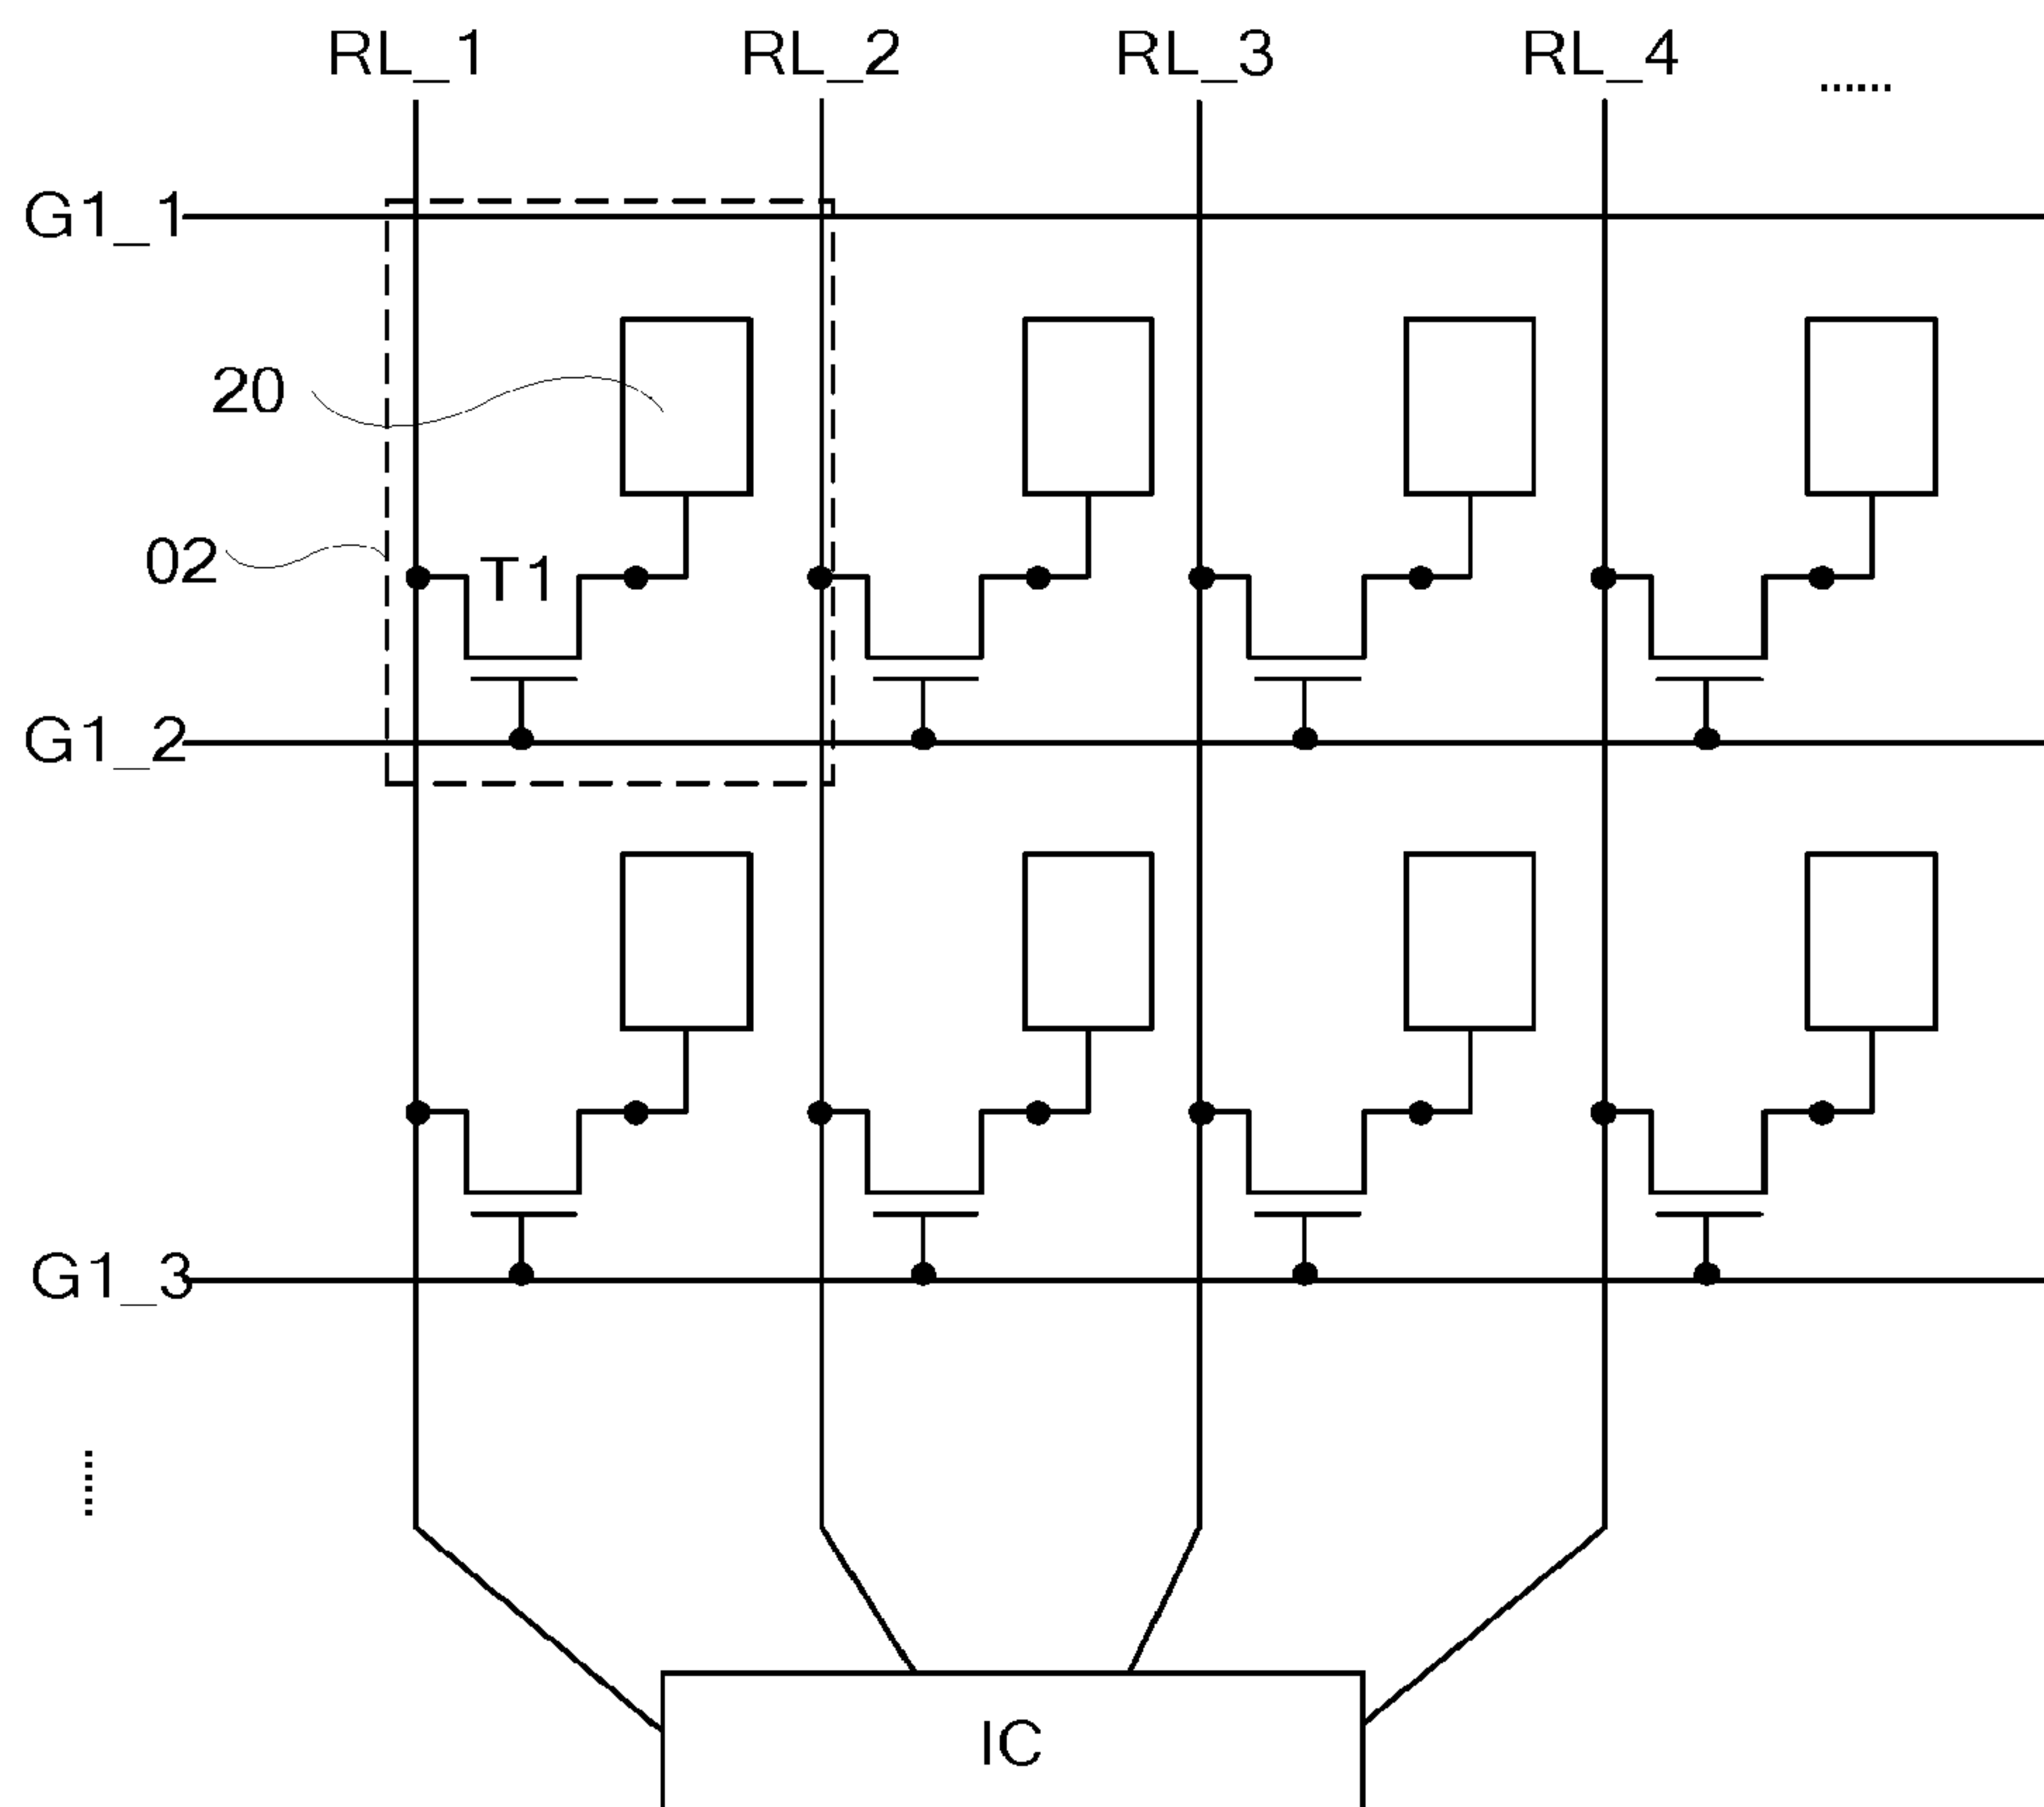 RL_1 RL_2 RL_3 RL_4 ......
G1_1
20
02 T1
G1_2
G1_3
......
IC